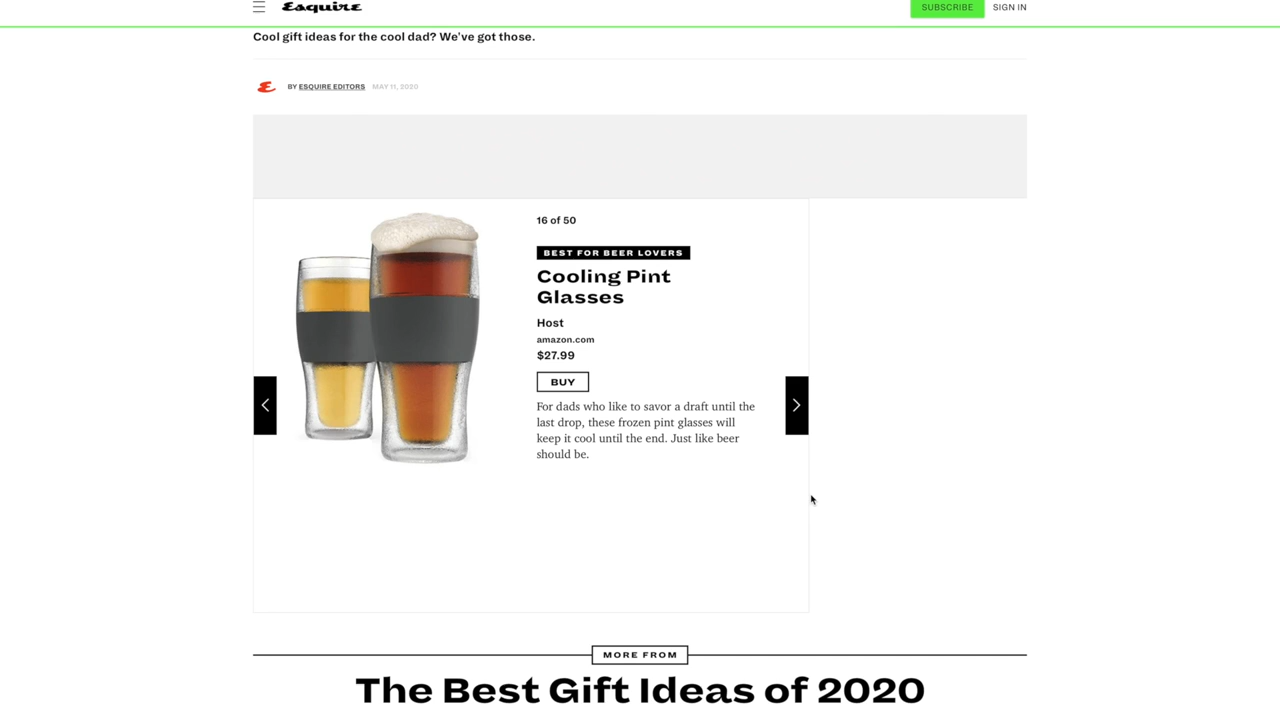 Esquire
SUBSCRIBE
SIGN IN
Cool gift ideas for the cool dad? We've got those.
BY ESQUIRE EDITORS MAY 11, 2020
16 of 50
BEST FOR BEER LOVERS
Cooling Pint
Glasses
Host
amazon.com
$27.99
BUY
For dads who like to savor a draft until the
last drop, these frozen pint glasses will
keep it cool until the end. Just like beer
should be.
MORE FROM
The Best Gift Ideas of 2020